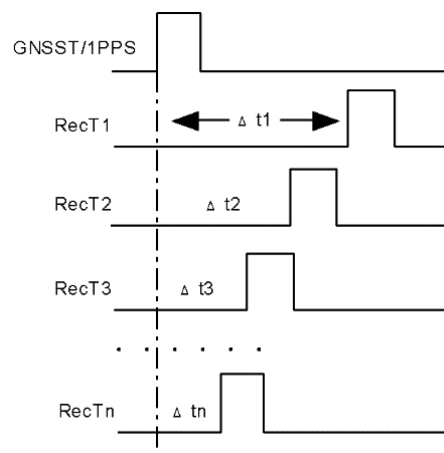 GNSST/1PPS
RecT1
Δ t1
RecT2
Δ t2
RecT3
Δ t3
. . . . . .
RecTn
Δ tn